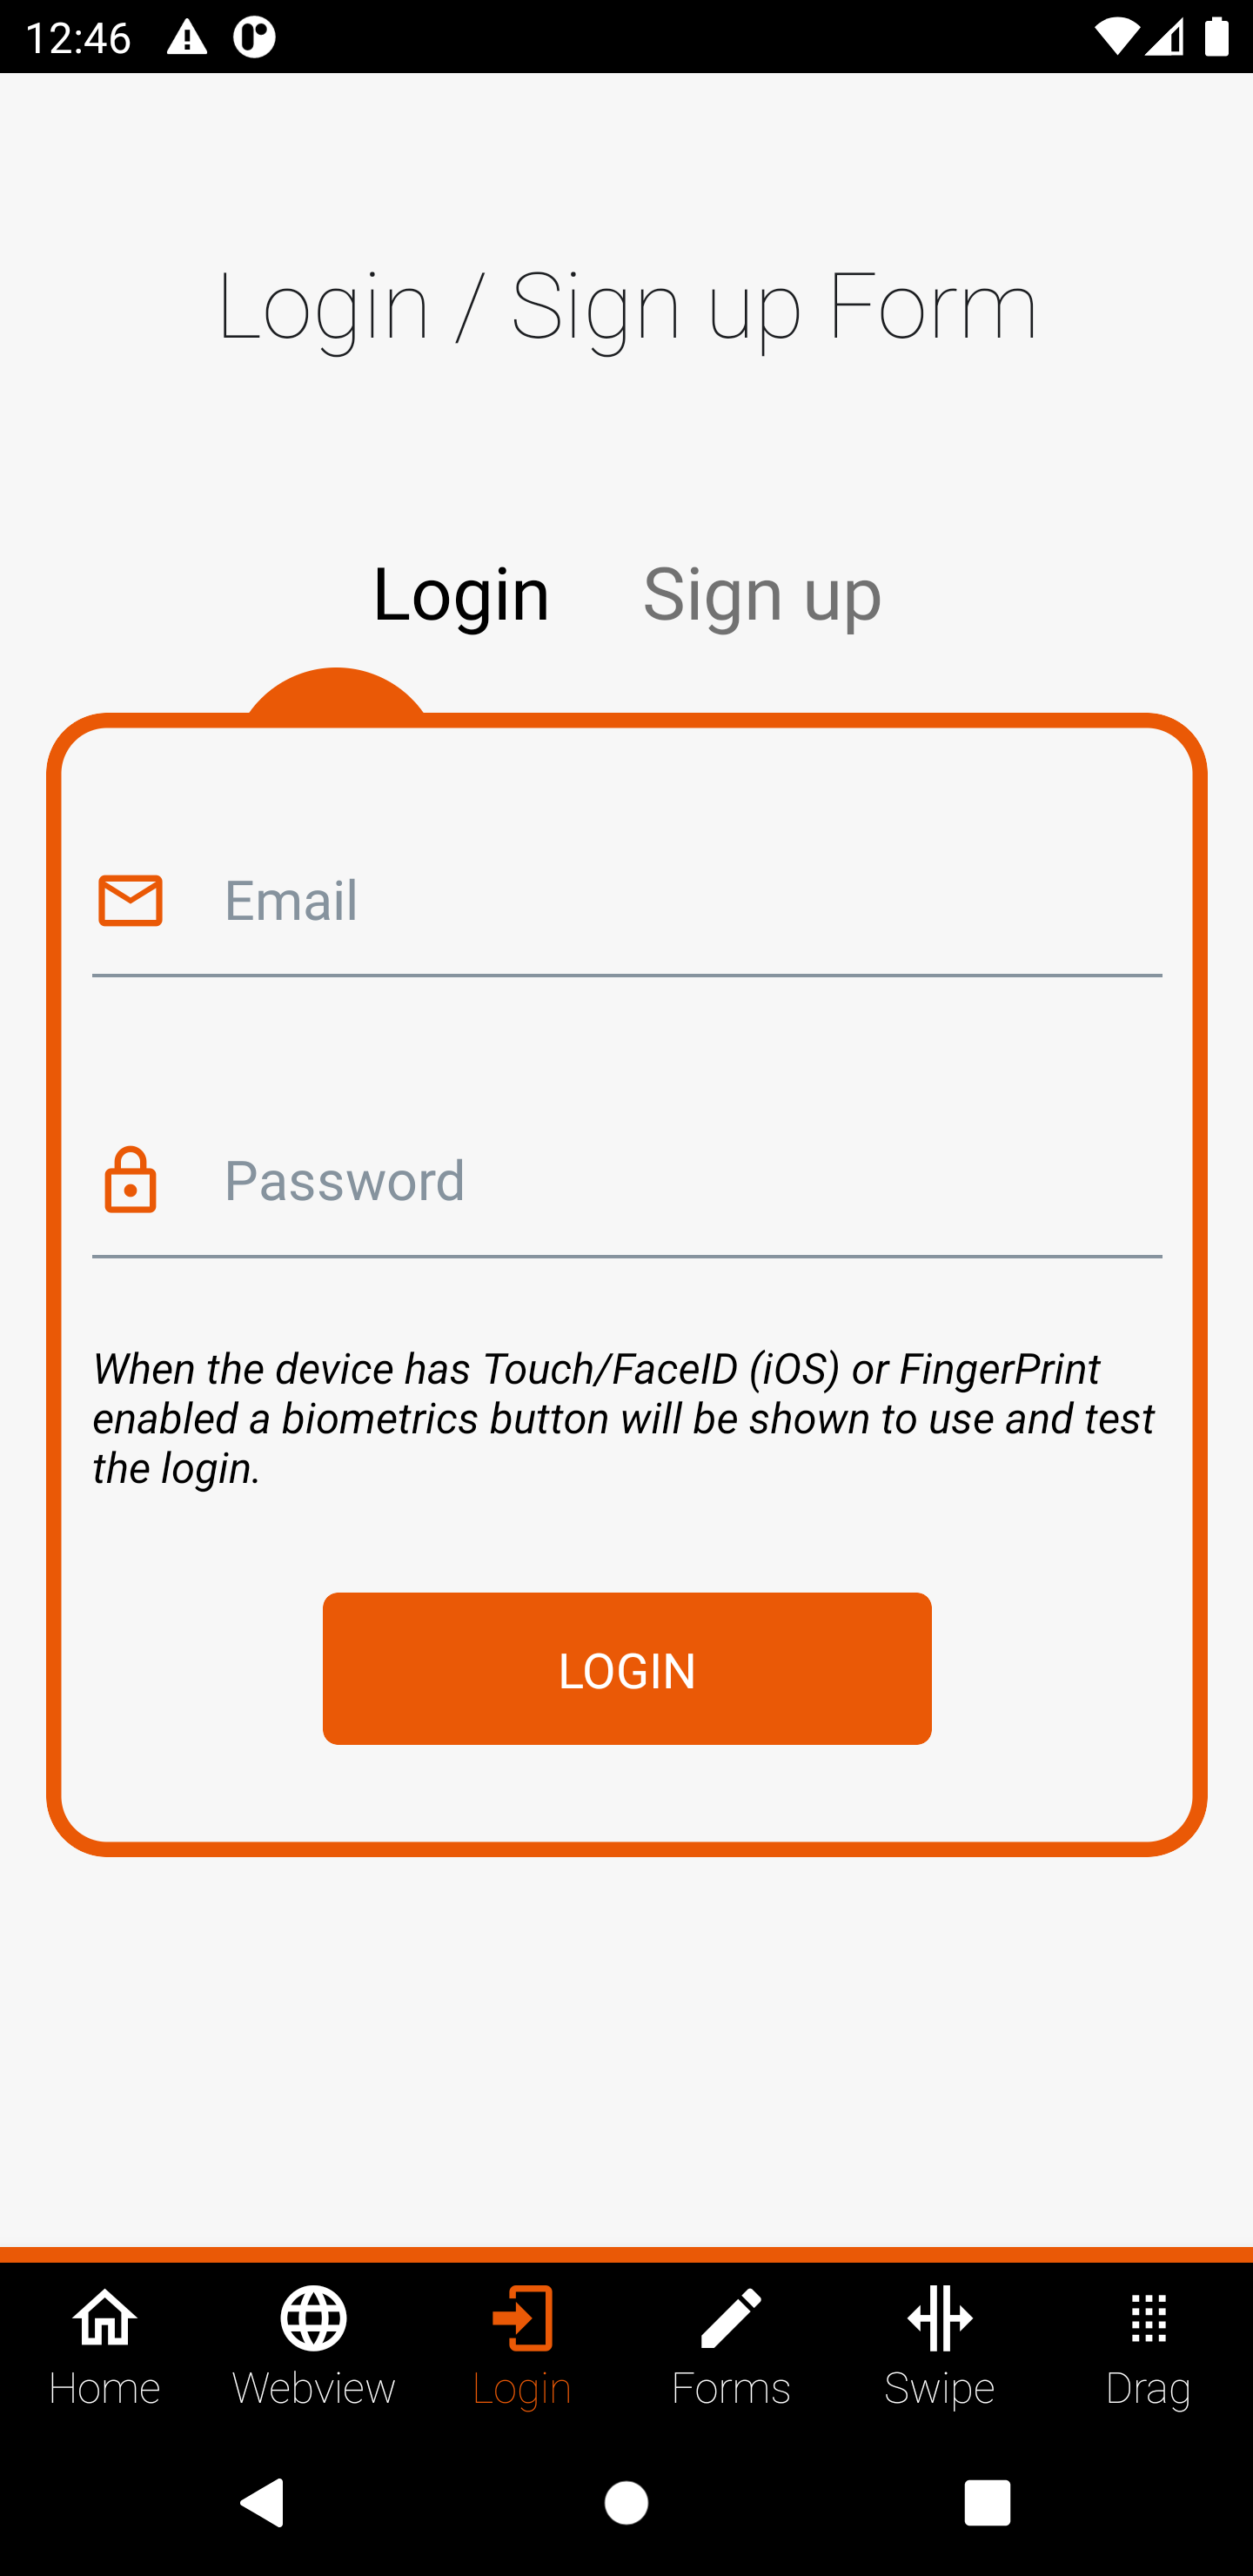 12:46
Login / Sign up Form
Login Sign up
Email
Password
When the device has Touch/FaceID (iOS) or FingerPrint
enabled a biometrics button will be shown to use and test
the login.
LOGIN
Home Webview Login Forms Swipe Drag